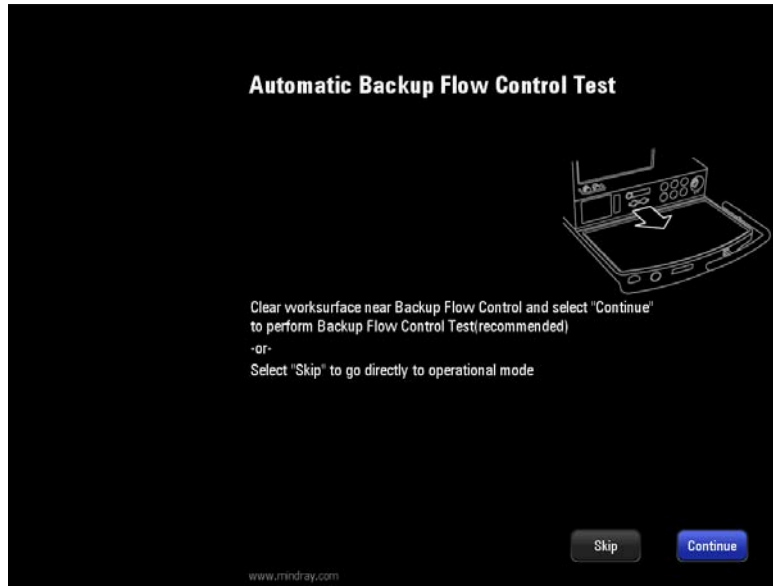 Automatic Backup Flow Control Test
Clear worksurface near Backup Flow Control and select "Continue"
to perform Backup Flow Control Test(recommended)
-or-
Select "Skip" to go directly to operational mode
Skip
Continue
www.mindray.com